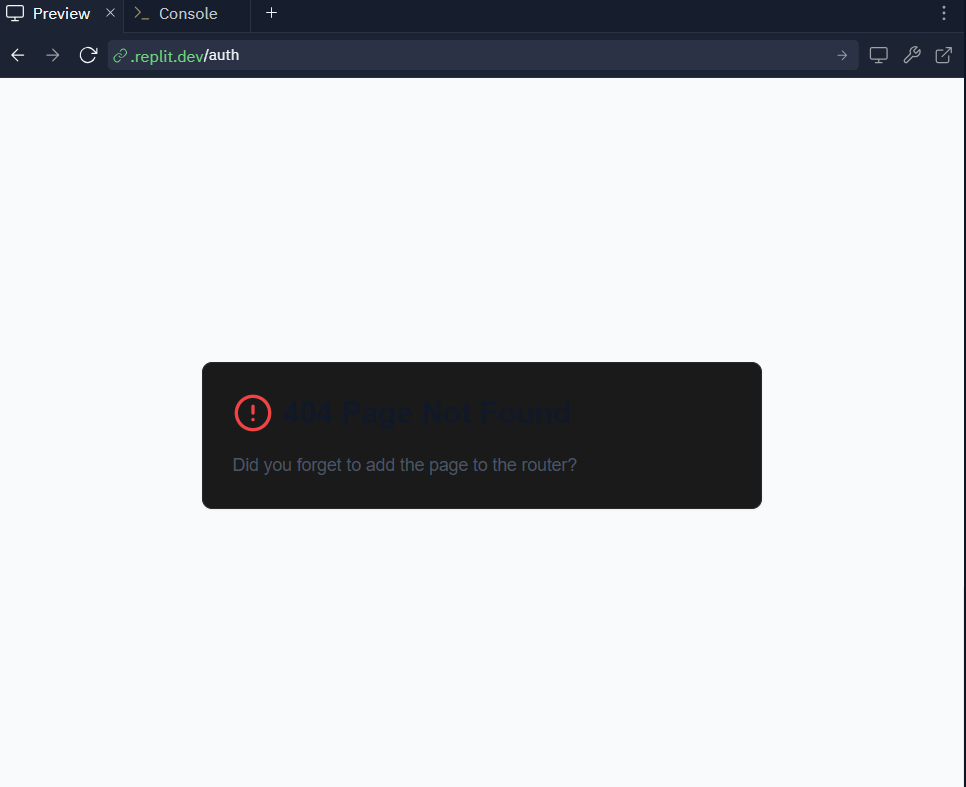 Preview
Console
.replit.dev/auth
404 Page Not Found
Did you forget to add the page to the router?